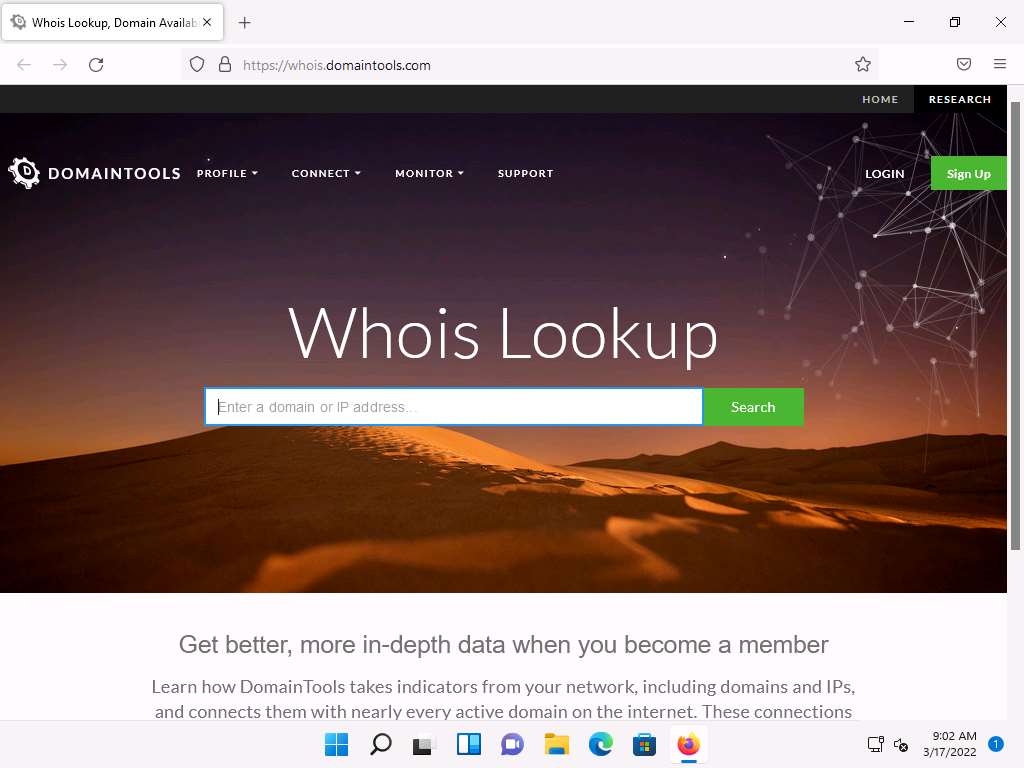 Whois Lookup, Domain Availab
https://whois.domaintools.com
HOME
RESEARCH
DOMAINTOOLS
PROFILE
CONNECT
MONITOR
SUPPORT
LOGIN
Sign Up
Whois Lookup
Enter a domain or IP address...
Search
Get better, more in-depth data when you become a member
Learn how DomainTools takes indicators from your network, including domains and IPs,
and connects them with nearly every active domain on the internet. These connections
9:02 AM
3/17/2022
1